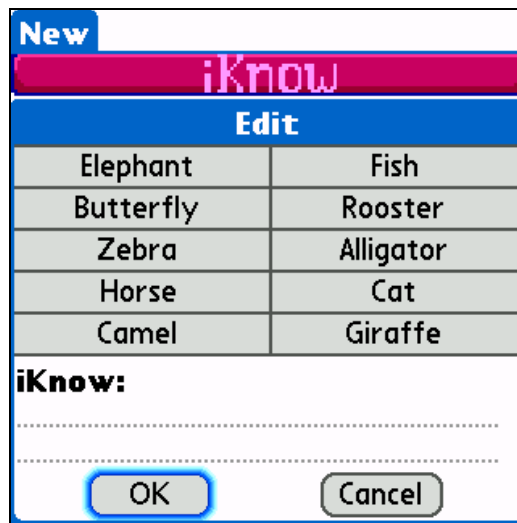 New
iKnow
Edit
Elephant Fish
Butterfly Rooster
Zebra Alligator
Horse Cat
Camel Giraffe
iKnow:
OK Cancel